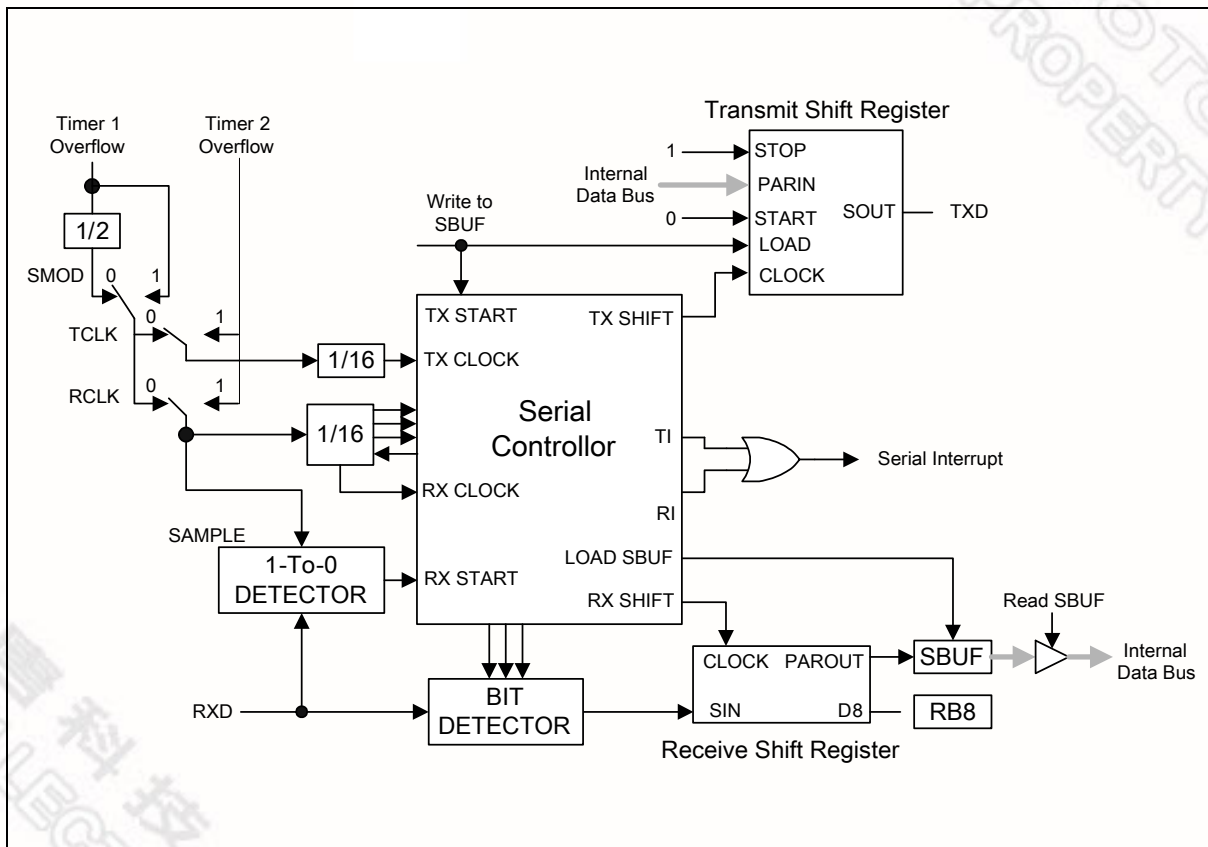 Timer 1
Overflow
Timer 2
Overflow
1/2
SMOD
0
1
TCLK
0
1
RCLK
0
1
1/16
1/16
SAMPLE
1-To-0
DETECTOR
RXD
BIT
DETECTOR
Write to
SBUF
TX START
TX CLOCK
RX CLOCK
RX START
Serial
Controllor
TX SHIFT
TI
RI
LOAD SBUF
RX SHIFT
Serial Interrupt
Transmit Shift Register
1
Internal
Data Bus
0
STOP
PARIN
START
LOAD
CLOCK
SOUT
TXD
CLOCK
PAROUT
SIN
D8
Receive Shift Register
SBUF
RB8
Read SBUF
Internal
Data Bus
PROPERTY
科技